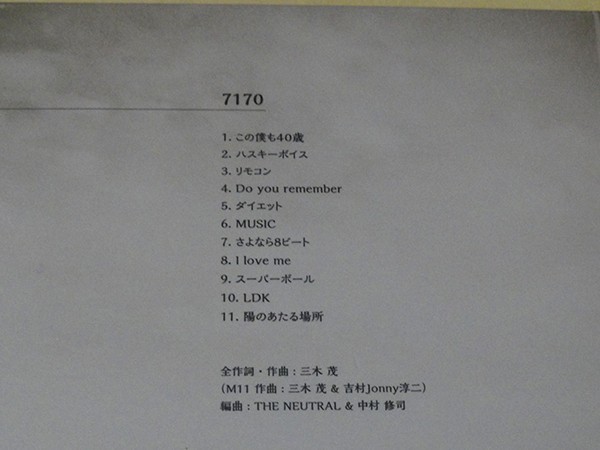 7170
1. この僕も40歳
2. ハスキーボイス
3. リモコン
4. Do you remember
5. ダイエット
6. MUSIC
7. さよなら8ビート
8. I love me
9. スーパーボール
10. LDK
11. 陽のあたる場所
全作詞・作曲：三木 茂
（M11 作曲：三木 茂 & 吉村Jonny淳二）
編曲：THE NEUTRAL & 中村 修司